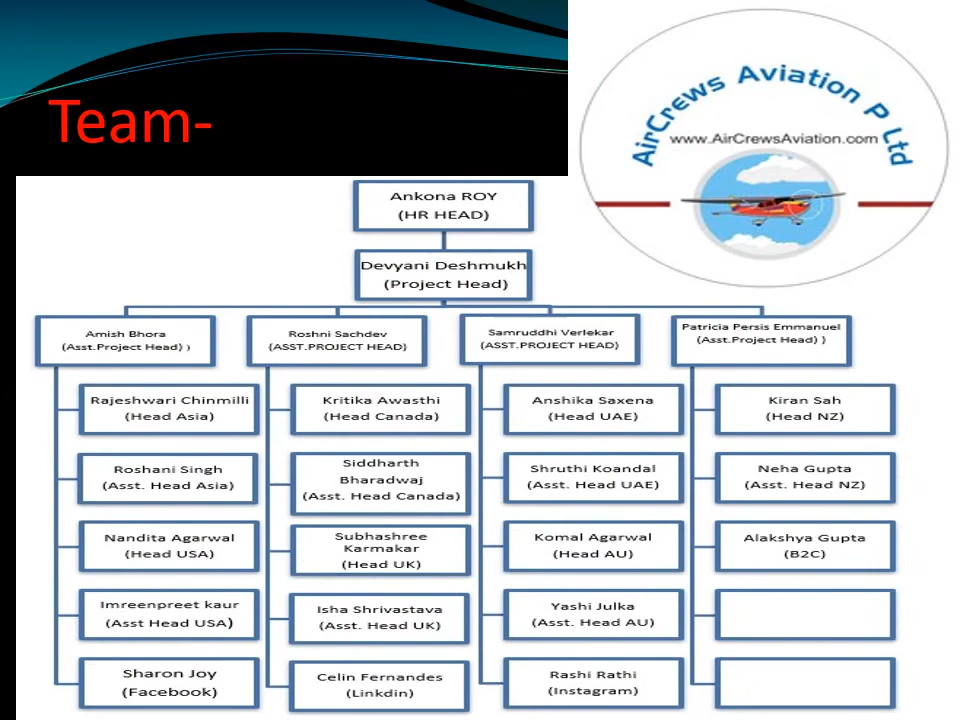 Team-
AirCrews Aviation P Ltd
www.AirCrewsAviation.com
Ankona ROY
(HR HEAD)
Devyani Deshmukh
(Project Head)
Amish Bhora
(Asst.Project Head) )
Roshni Sachdev
(ASST.PROJECT HEAD)
Samruddhi Verlekar
(ASST.PROJECT HEAD)
Patricia Persis Emmanuel
(Asst.Project Head) )
Rajeshwari Chinmilli
(Head Asia)
Roshani Singh
(Asst. Head Asia)
Nandita Agarwal
(Head USA)
Imreenpreet kaur
(Asst Head USA)
Sharon Joy
(Facebook)
Kritika Awasthi
(Head Canada)
Siddharth
Bharadwaj
(Asst. Head Canada)
Subhashree
Karmakar
(Head UK)
Isha Shrivastava
(Asst. Head UK)
Celin Fernandes
(Linkdin)
Anshika Saxena
(Head UAE)
Shruthi Koandal
(Asst. Head UAE)
Komal Agarwal
(Head AU)
Yashi Julka
(Asst. Head AU)
Rashi Rathi
(Instagram)
Kiran Sah
(Head NZ)
Neha Gupta
(Asst. Head NZ)
Alakshya Gupta
(B2C)